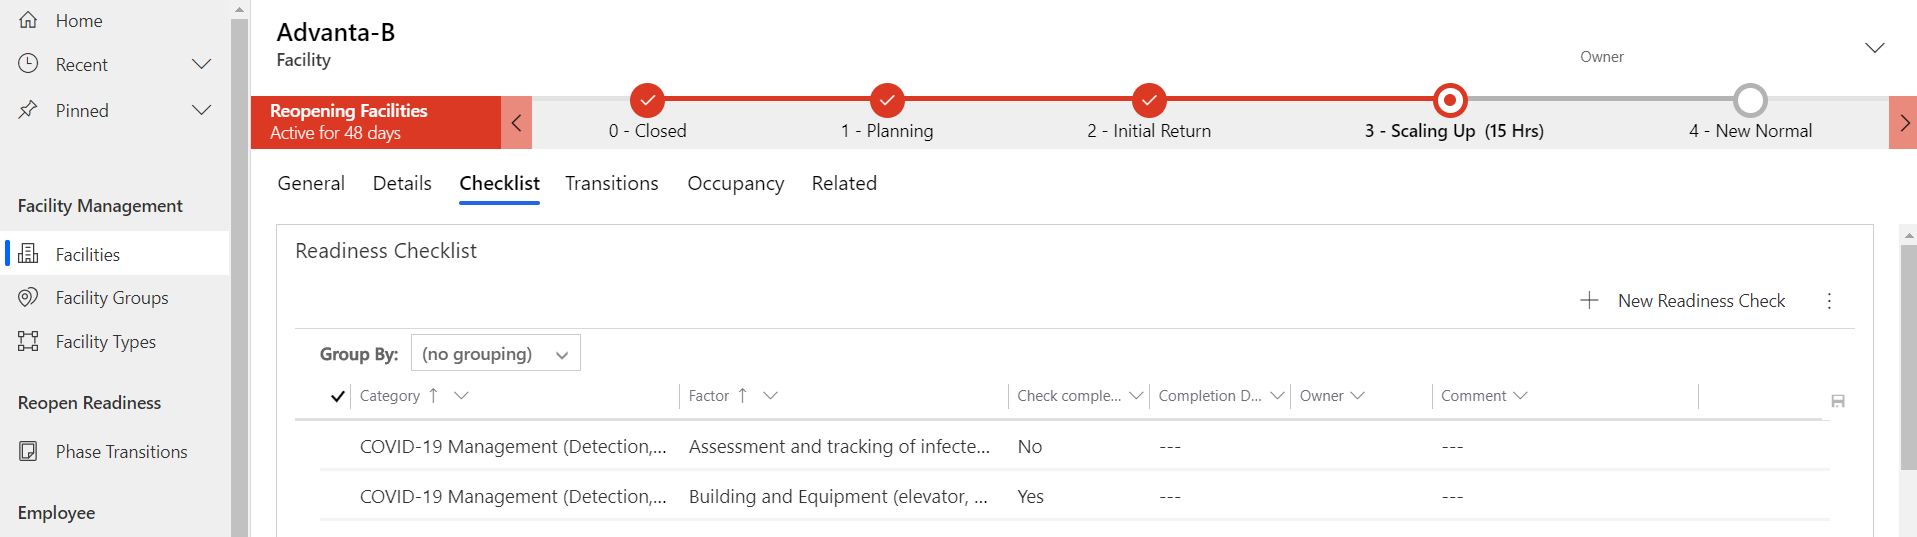 Home
Recent
Pinned
Facility Management
Facilities
Facility Groups
Facility Types
Reopen Readiness
Phase Transitions
Employee
Advanta-B
Facility
Owner
Reopening Facilities
Active for 48 days
0 - Closed
1 - Planning
2 - Initial Return
3 - Scaling Up (15 Hrs)
4 - New Normal
General Details Checklist Transitions Occupancy Related
Readiness Checklist
New Readiness Check
Group By: (no grouping)
Category Factor Check comple... Completion D... Owner Comment
COVID-19 Management (Detection,... Assessment and tracking of infecte... No --- ---
COVID-19 Management (Detection,... Building and Equipment (elevator, ... Yes --- ---